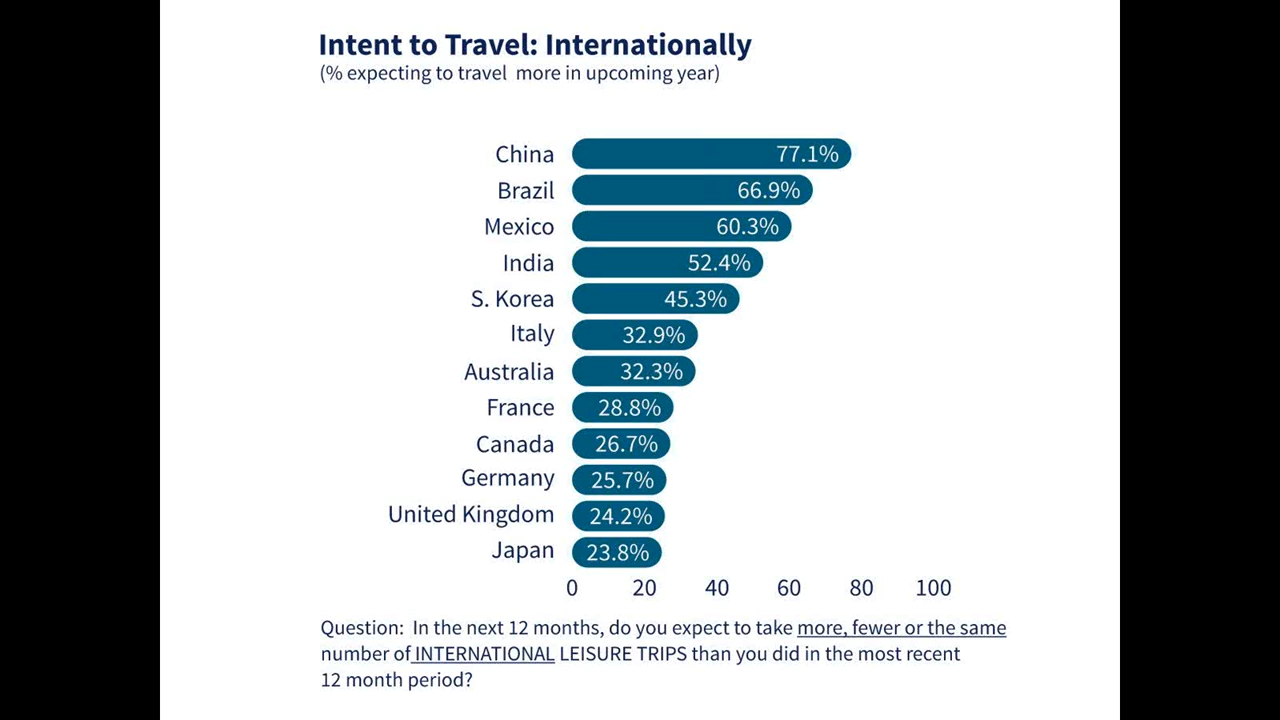 Intent to Travel: Internationally
(% expecting to travel more in upcoming year)
China 77.1%
Brazil 66.9%
Mexico 60.3%
India 52.4%
S. Korea 45.3%
Italy 32.9%
Australia 32.3%
France 28.8%
Canada 26.7%
Germany 25.7%
United Kingdom 24.2%
Japan 23.8%
0 20 40 60 80 100
Question: In the next 12 months, do you expect to take more, fewer or the same
number of INTERNATIONAL LEISURE TRIPS than you did in the most recent
12 month period?